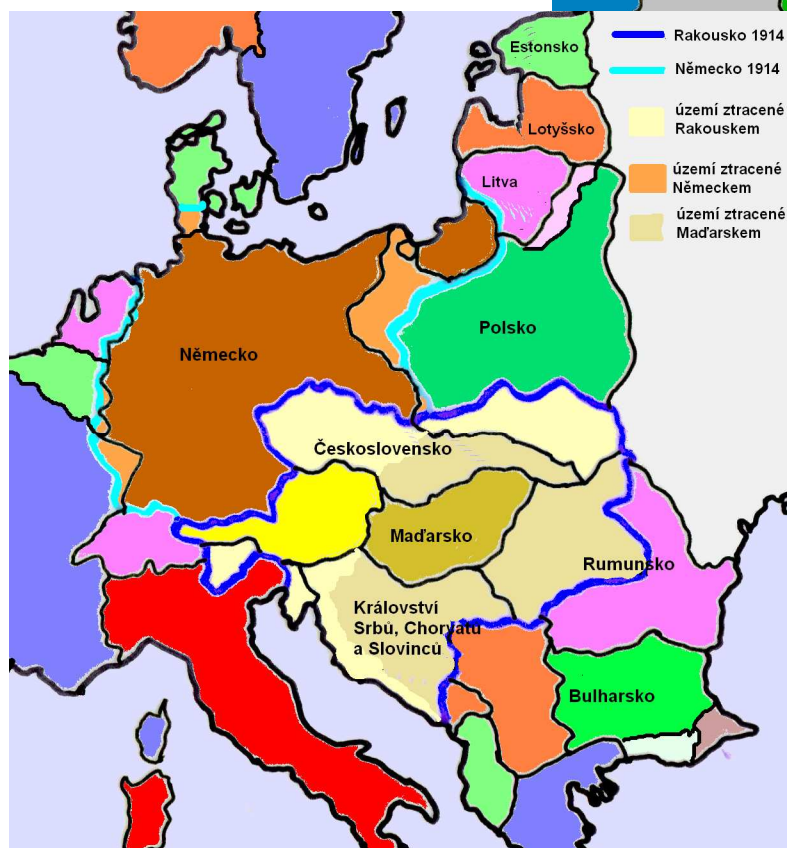 Rakousko 1914
Německo 1914
území ztracené
Rakouskem
území ztracené
Německem
území ztracené
Maďarskem
Estonsko
Lotyšsko
Litva
Polsko
Německo
Československo
Maďarsko
Rumunsko
Království
Srbů, Chorvatů
a Slovinců
Bulharsko